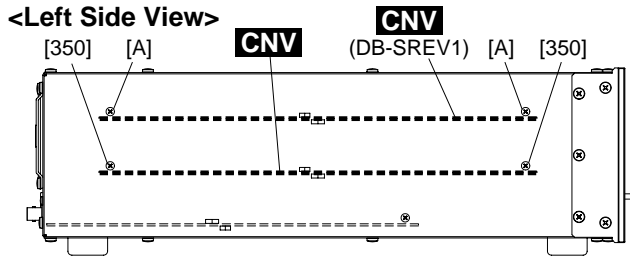 <Left Side View>
CNV
CNV
(DB-SREV1)
[350]
[A]
[A]
[350]